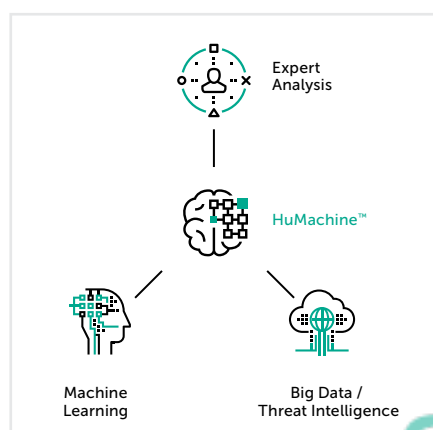 Expert
Analysis
HuMachine™
Machine
Learning
Big Data /
Threat Intelligence